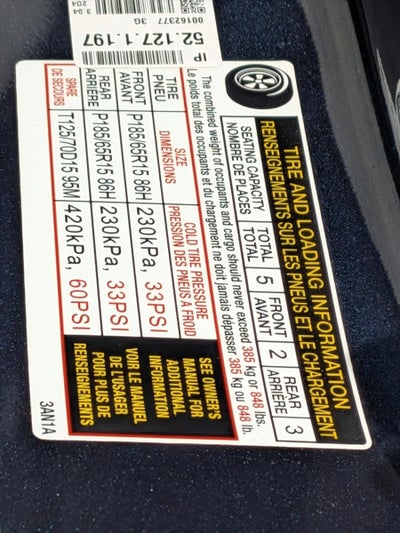 3.94
204
00162377 3G
52.127.1.197
IP
TIRE AND LOADING INFORMATION
RENSEIGNEMENTS SUR LES PNEUS ET LE CHARGEMENT
SEATING CAPACITY TOTAL 5 FRONT 2 REAR 3
NOMBRE DE PLACES TOTAL AVANT ARRIÈRE
The combined weight of occupants and cargo should never exceed 385 kg or 848 lbs.
Le poids total des occupants et du chargement ne doit jamais dépasser 385 kg ou 848 lb.
TIRE SIZE COLD TIRE PRESSURE
PNEU DIMENSIONS PRESSION DES PNEUS À FROID
FRONT P185/65R15 86H 230kPa, 33PSI
AVANT
REAR P185/65R15 86H 230kPa, 33PSI
ARRIÈRE
SPARE T125/70D15 95M 420kPa, 60PSI
DE SECOURS
SEE OWNER'S
MANUAL FOR
ADDITIONAL
INFORMATION
VOIR LE MANUEL
DE L'USAGER
POUR PLUS DE
RENSEIGNEMENTS
3AN1A